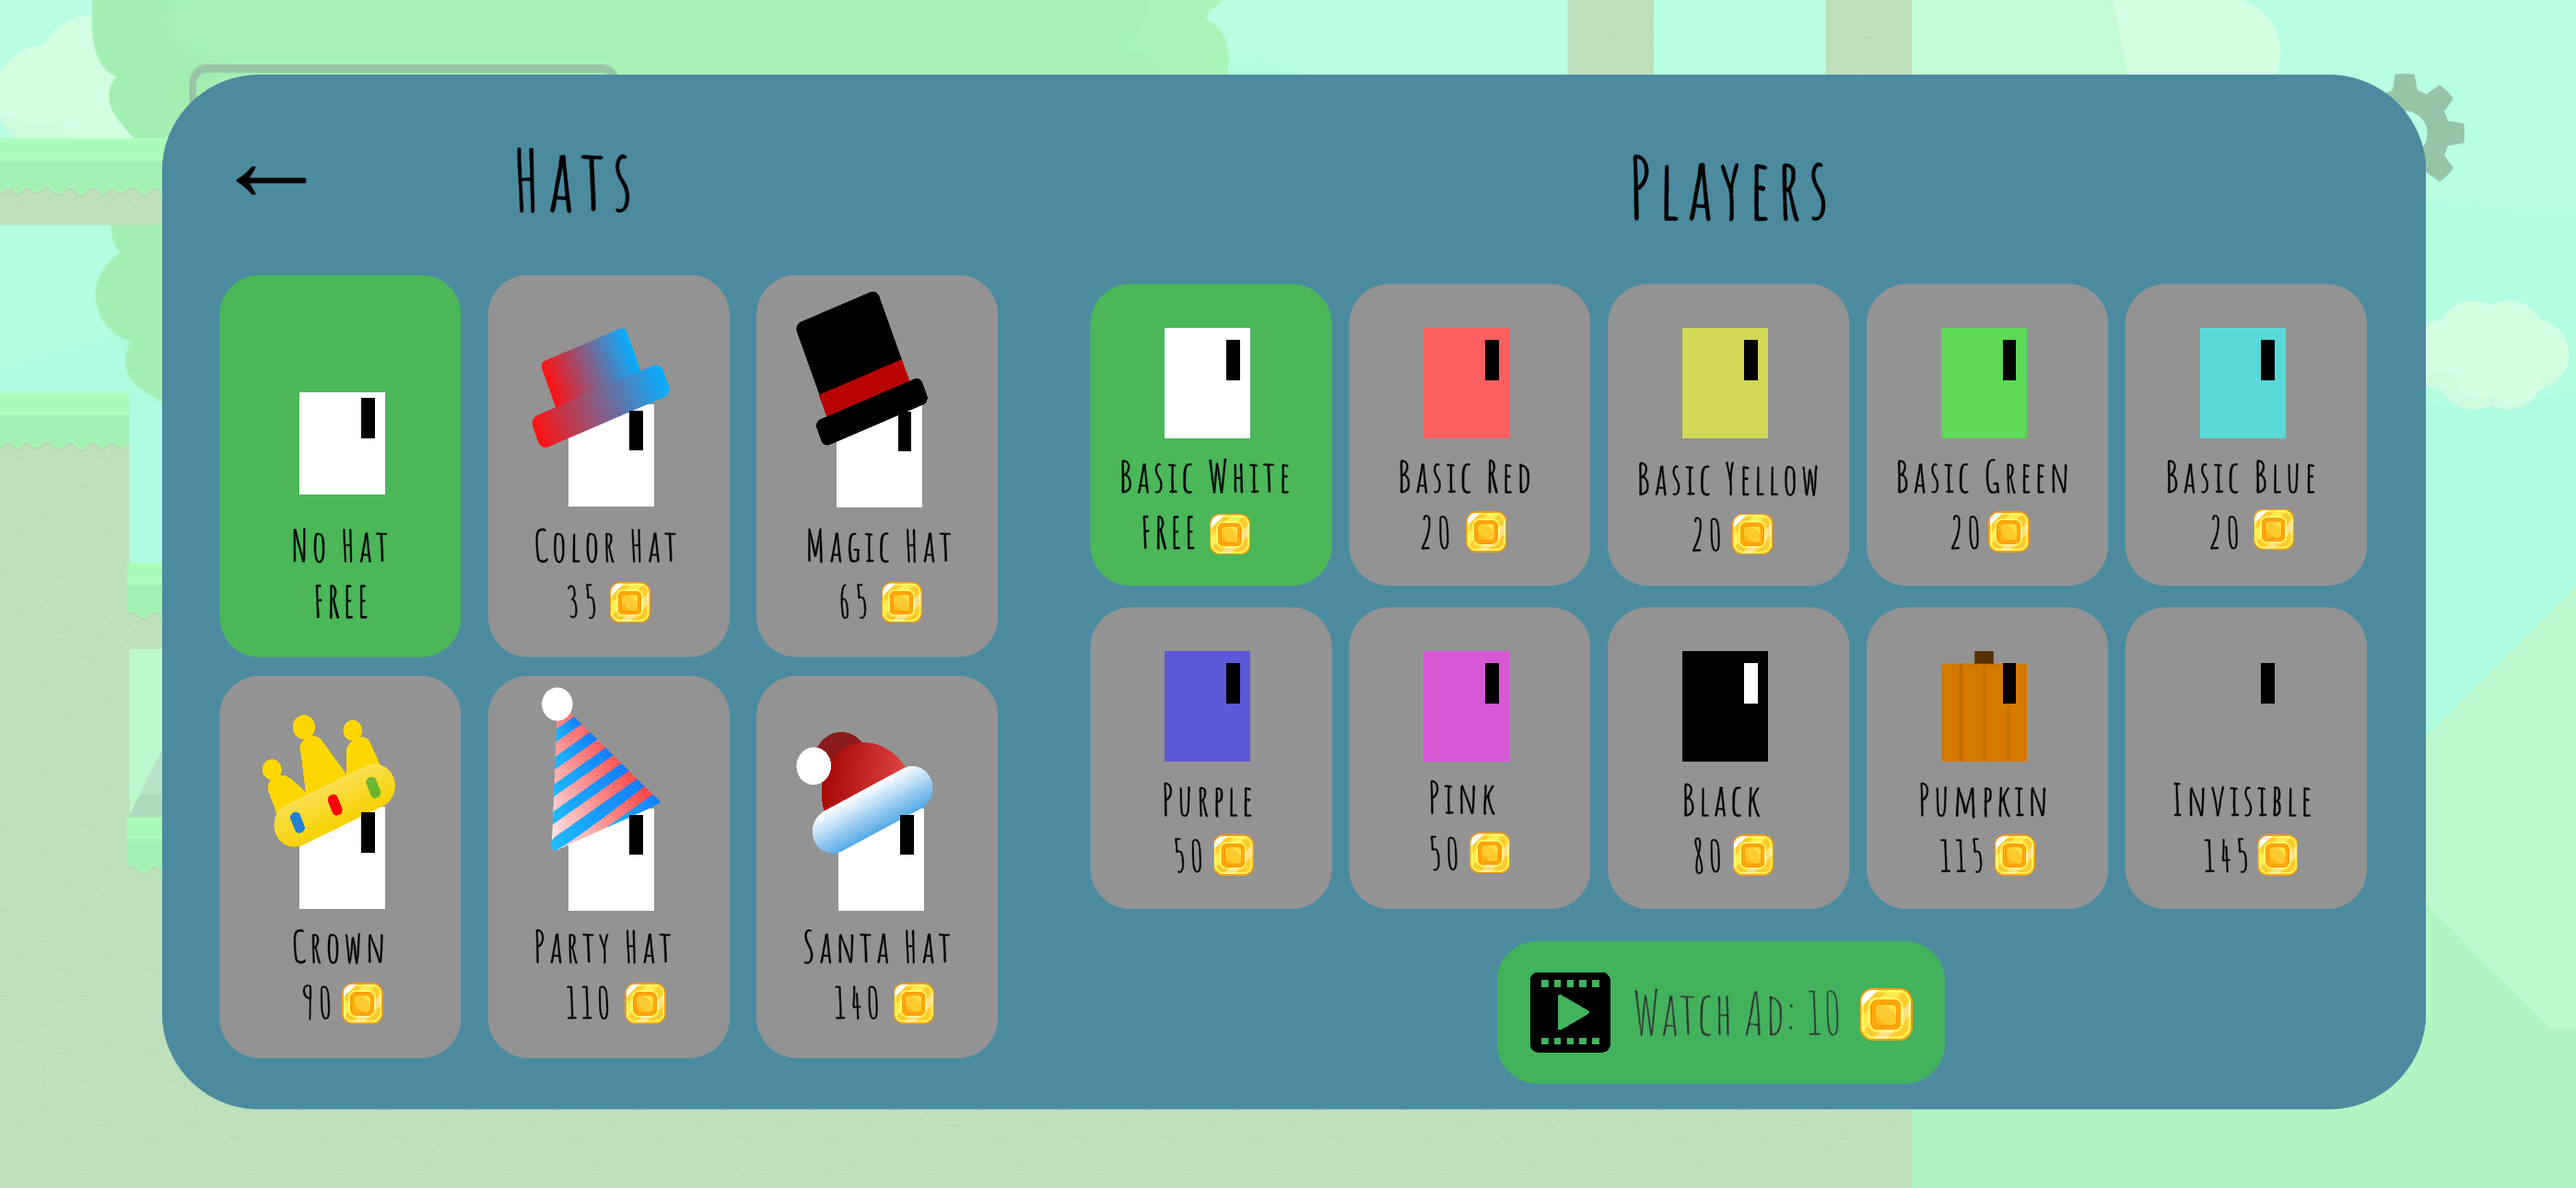 HATS
NO HAT
FREE
COLOR HAT
35
MAGIC HAT
65
CROWN
90
PARTY HAT
110
SANTA HAT
140
PLAYERS
BASIC WHITE
FREE
BASIC RED
20
BASIC YELLOW
20
BASIC GREEN
20
BASIC BLUE
20
PURPLE
50
PINK
50
BLACK
80
PUMPKIN
115
INVISIBLE
145
WATCH AD: 10